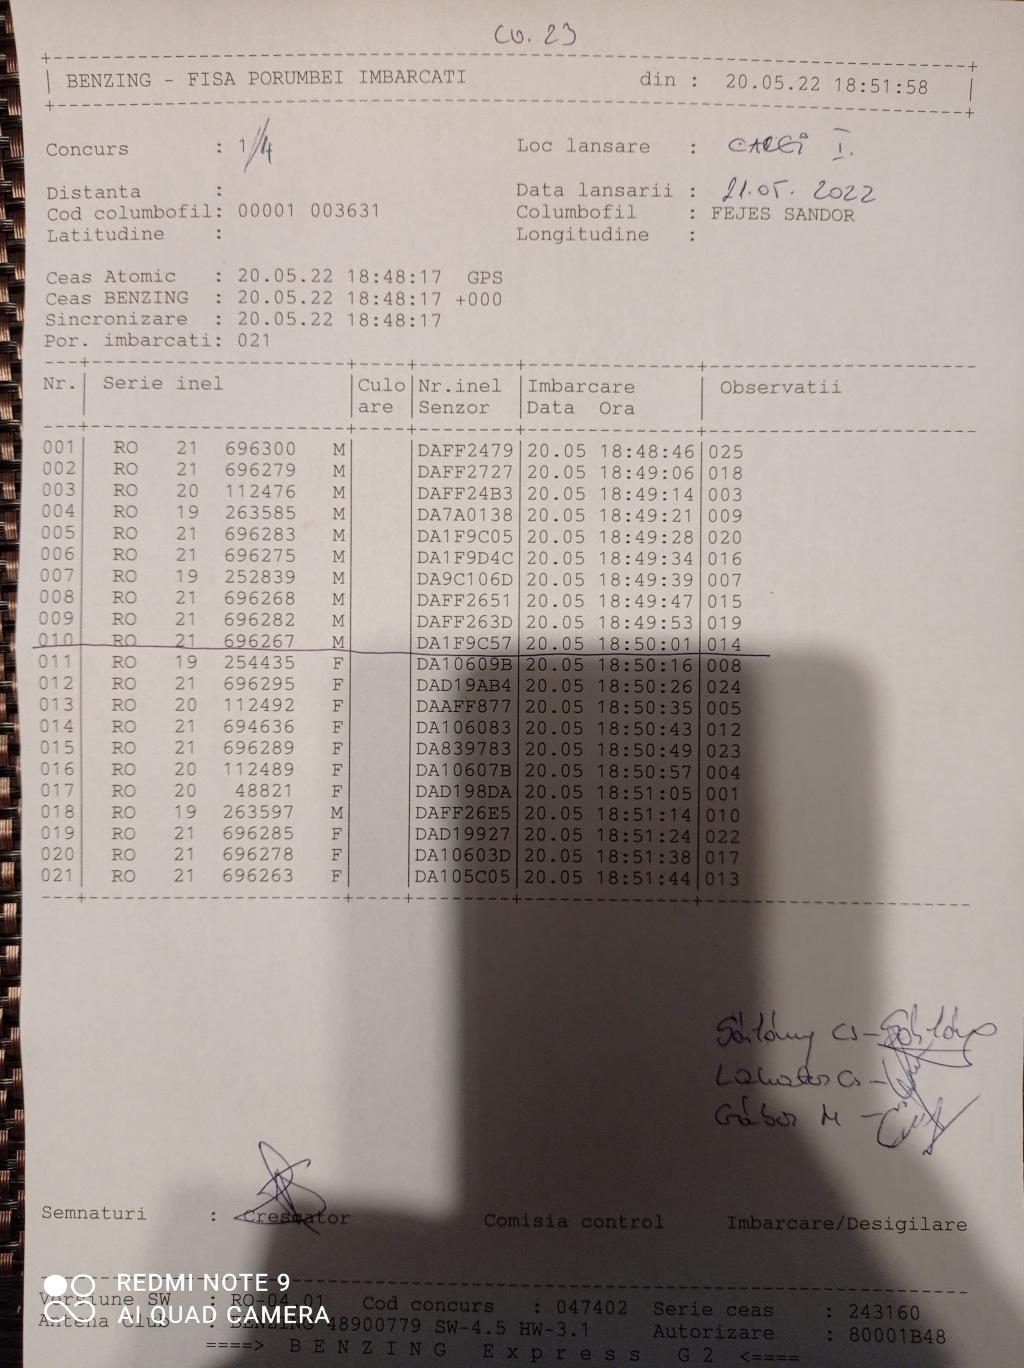 CU. 23
BENZING - FISA PORUMBEI IMBARCATI din : 20.05.22 18:51:58
Concurs : 1/4 Loc lansare : CAREI I.
Distanta : Data lansarii : 21.05. 2022
Cod columbofil: 00001 003631 Columbofil : FEJES SANDOR
Latitudine : Longitudine :
Ceas Atomic : 20.05.22 18:48:17 GPS
Ceas BENZING : 20.05.22 18:48:17 +000
Sincronizare : 20.05.22 18:48:17
Por. imbarcati: 021
Nr. Serie inel Culo Nr.inel Imbarcare Observatii
are Senzor Data Ora
001 RO 21 696300 M DAFF2479 20.05 18:48:46 025
002 RO 21 696279 M DAFF2727 20.05 18:49:06 018
003 RO 20 112476 M DAFF24B3 20.05 18:49:14 003
004 RO 19 263585 M DA7A0138 20.05 18:49:21 009
005 RO 21 696283 M DA1F9C05 20.05 18:49:28 020
006 RO 21 696275 M DA1F9D4C 20.05 18:49:34 016
007 RO 19 252839 M DA9C106D 20.05 18:49:39 007
008 RO 21 696268 M DAFF2651 20.05 18:49:47 015
009 RO 21 696282 M DAFF263D 20.05 18:49:53 019
010 RO 21 696267 M DA1F9C57 20.05 18:50:01 014
011 RO 19 254435 F DA10609B 20.05 18:50:16 008
012 RO 21 696295 F DAD19AB4 20.05 18:50:26 024
013 RO 20 112492 F DAAFF877 20.05 18:50:35 005
014 RO 21 694636 F DA106083 20.05 18:50:43 012
015 RO 21 696289 F DA839783 20.05 18:50:49 023
016 RO 20 112489 F DA10607B 20.05 18:50:57 004
017 RO 20 48821 F DAD198DA 20.05 18:51:05 001
018 RO 19 263597 M DAFF26E5 20.05 18:51:14 010
019 RO 21 696285 F DAD19927 20.05 18:51:24 022
020 RO 21 696278 F DA10603D 20.05 18:51:38 017
021 RO 21 696263 F DA105C05 20.05 18:51:44 013
Cs -
Cs -
Gábor M -
Semnaturi : Crescator Comisia control Imbarcare/Desigilare
REDMI NOTE 9
AI QUAD CAMERA
Versiune SW : RO-04.01 Cod concurs : 047402 Serie ceas : 243160
Antena Club : BENZING 48900779 SW-4.5 HW-3.1 Autorizare : 80001B48
====> B E N Z I N G E x p r e s s G 2 <====